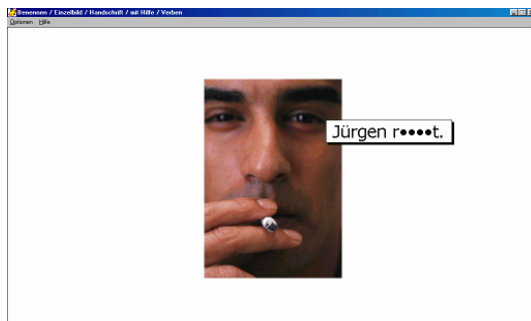 Benennen / Einzelbild / Handschrift / mit Hilfe / Verben
Optionen Hilfe
Jürgen r●●●●t.